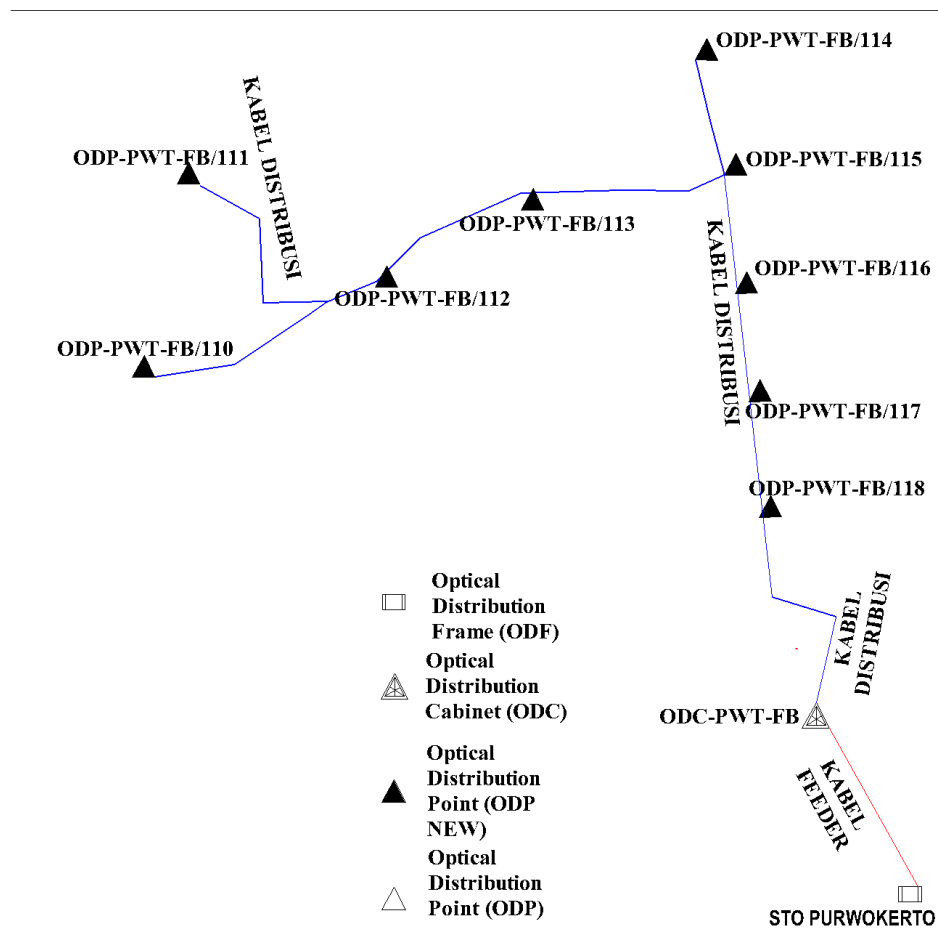 ODP-PWT-FB/114
KABEL DISTRIBUSI
ODP-PWT-FB/111
ODP-PWT-FB/115
ODP-PWT-FB/113
KABEL DISTRIBUSI
ODP-PWT-FB/116
ODP-PWT-FB/112
ODP-PWT-FB/110
ODP-PWT-FB/117
ODP-PWT-FB/118
Optical
Distribution
Frame (ODF)
KABEL
DISTRIBUSI
Optical
Distribution
Cabinet (ODC)
ODC-PWT-FB
Optical
Distribution
Point (ODP
NEW)
KABEL
FEEDER
Optical
Distribution
Point (ODP)
STO PURWOKERTO